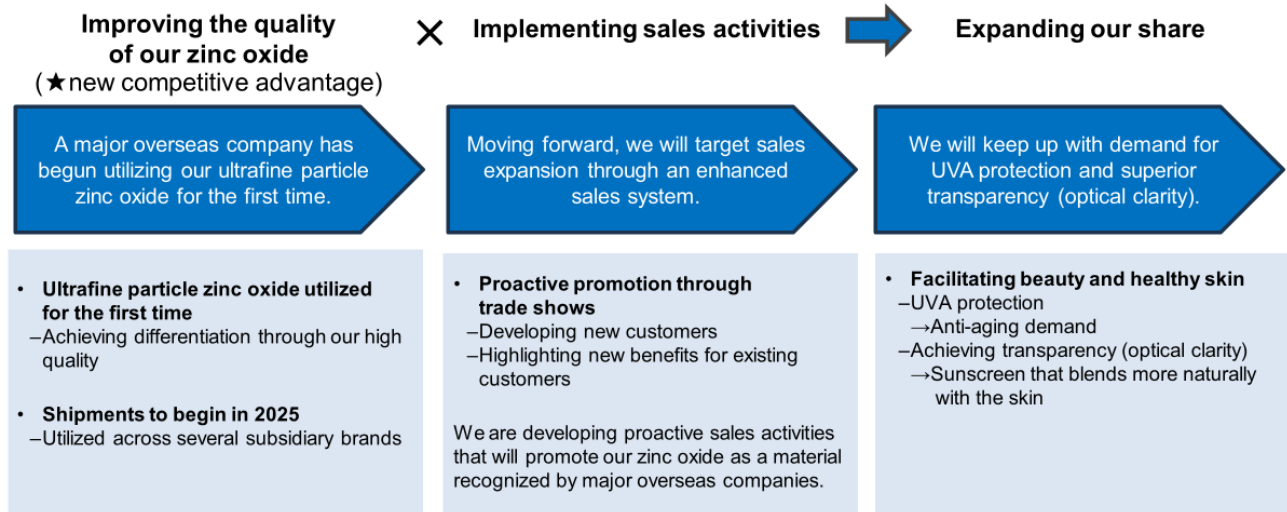 Improving the quality
of our zinc oxide
(★new competitive advantage)
×
Implementing sales activities
Expanding our share
A major overseas company has
begun utilizing our ultrafine particle
zinc oxide for the first time.
Moving forward, we will target sales
expansion through an enhanced
sales system.
We will keep up with demand for
UVA protection and superior
transparency (optical clarity).
• Ultrafine particle zinc oxide utilized
for the first time
–Achieving differentiation through our high
quality
• Shipments to begin in 2025
–Utilized across several subsidiary brands
• Proactive promotion through
trade shows
–Developing new customers
–Highlighting new benefits for existing
customers
We are developing proactive sales activities
that will promote our zinc oxide as a material
recognized by major overseas companies.
• Facilitating beauty and healthy skin
–UVA protection
→Anti-aging demand
–Achieving transparency (optical clarity)
→Sunscreen that blends more naturally
with the skin